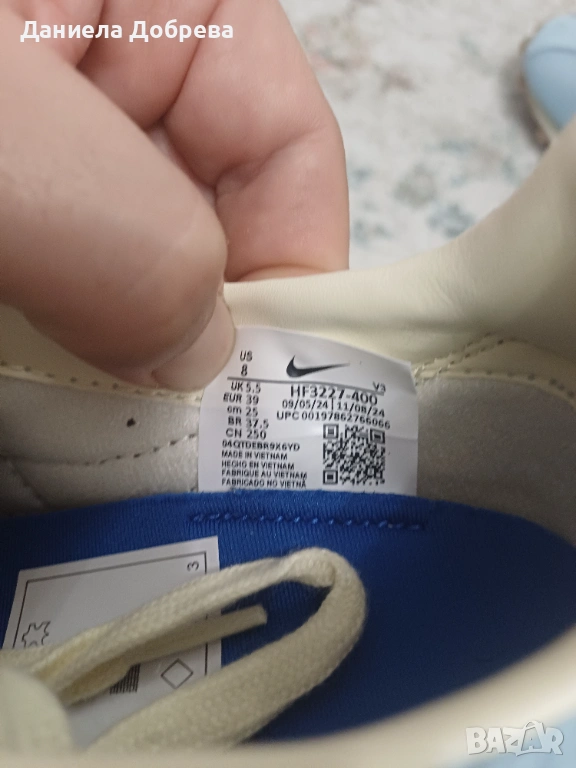 Даниела Добрева
US
8
UK 5.5
EUR 39
cm 25
BR 37.5
CN 250
V3
HF3227-400
09/05/24 11/08/24
UPC 00197862766066
04QTDEBR9X6YD
MADE IN VIETNAM
HECHO EN VIETNAM
FABRIQUE AU VIETNAM
FABRICADO NO VIETNÃ
3
BAZAR